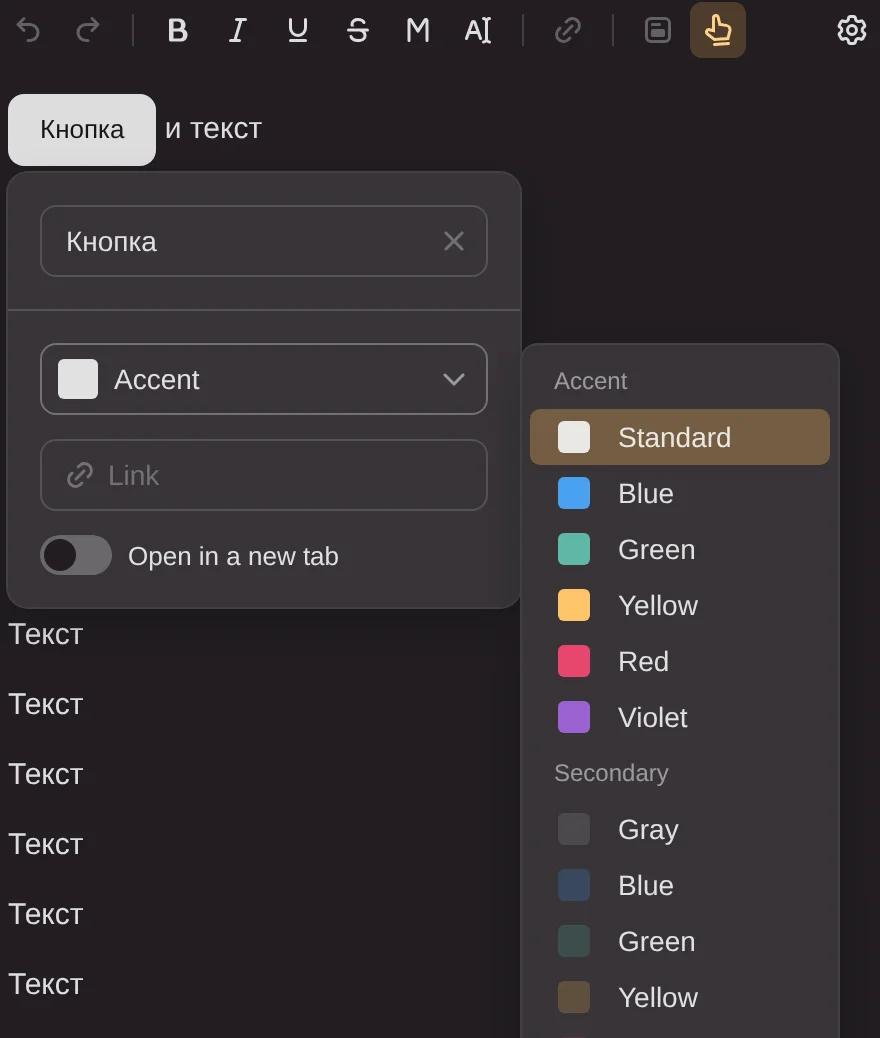 B I U S M AI
Кнопка и текст
Кнопка
Accent
Link
Open in a new tab
Accent
Standard
Blue
Green
Yellow
Red
Violet
Secondary
Gray
Blue
Green
Yellow
Текст
Текст
Текст
Текст
Текст
Текст